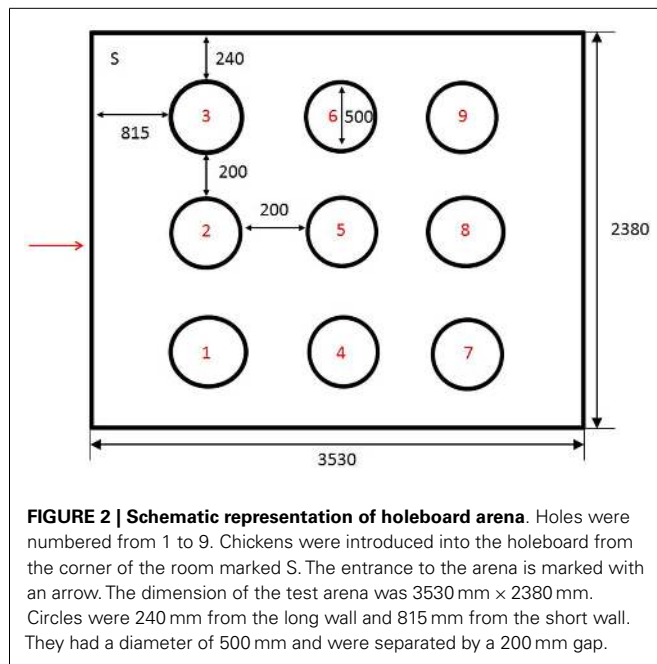 S
240
3
6
500
9
815
200
200
2
5
8
2380
1
4
7
3530
FIGURE 2 | Schematic representation of holeboard arena. Holes were
numbered from 1 to 9. Chickens were introduced into the holeboard from
the corner of the room marked S. The entrance to the arena is marked with
an arrow. The dimension of the test arena was 3530 mm × 2380 mm.
Circles were 240 mm from the long wall and 815 mm from the short wall.
They had a diameter of 500 mm and were separated by a 200 mm gap.